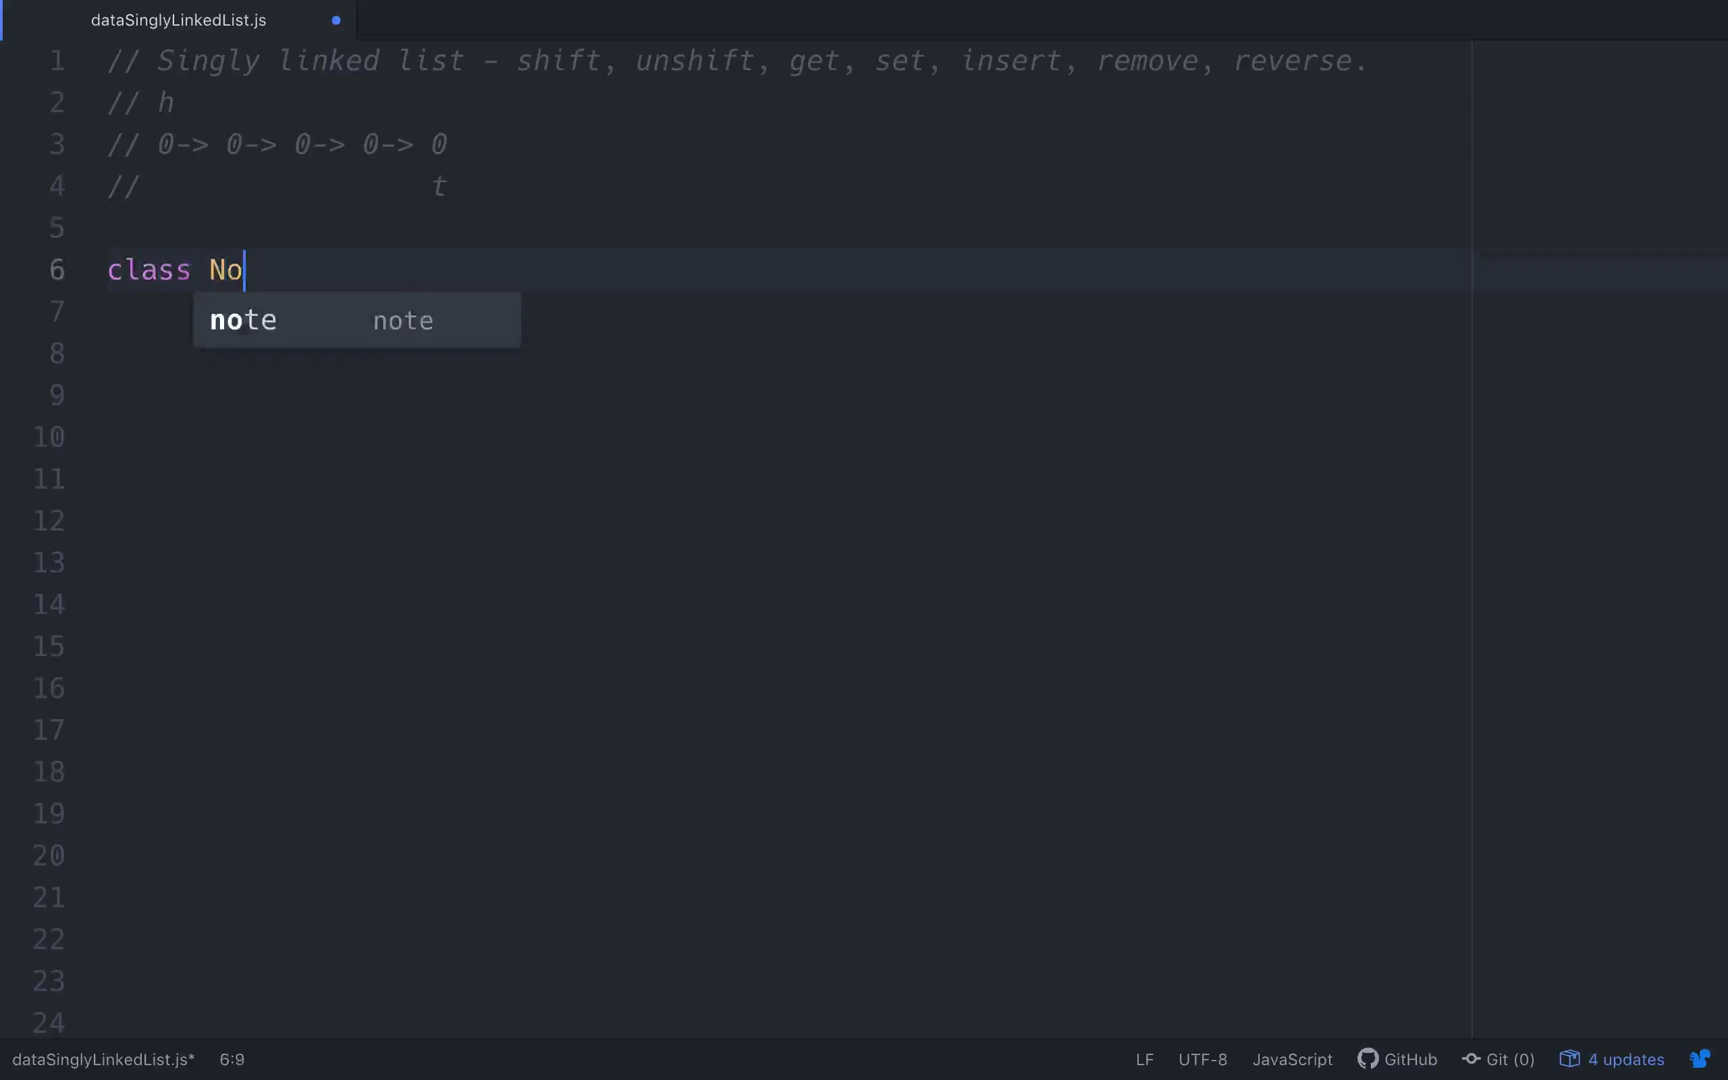 dataSinglyLinkedList.js
1 // Singly linked list - shift, unshift, get, set, insert, remove, reverse.
2 // h
3 // 0-> 0-> 0-> 0-> 0
4 // t
5
6 class No
note note
7
8
9
10
11
12
13
14
15
16
17
18
19
20
21
22
23
24
dataSinglyLinkedList.js* 6:9 LF UTF-8 JavaScript GitHub Git (0) 4 updates